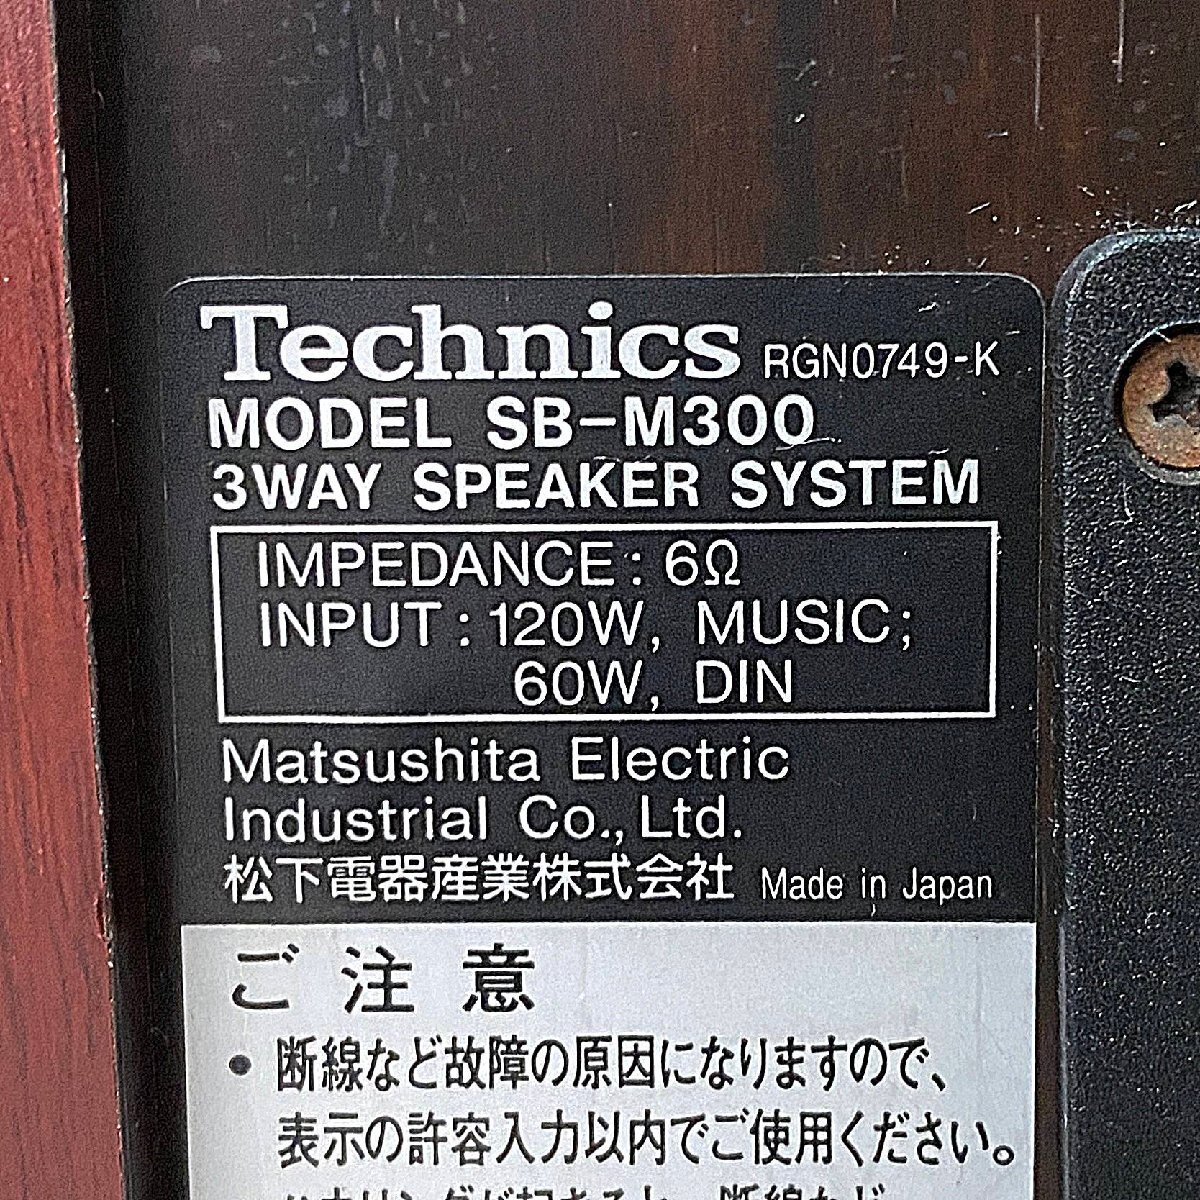 Technics RGN0749-K
MODEL SB-M300
3WAY SPEAKER SYSTEM
IMPEDANCE: 6Ω
INPUT: 120W, MUSIC;
60W, DIN
Matsushita Electric
Industrial Co., Ltd.
松下電器産業株式会社 Made in Japan
ご注意
• 断線など故障の原因になりますので、
表示の許容入力以内でご使用ください。